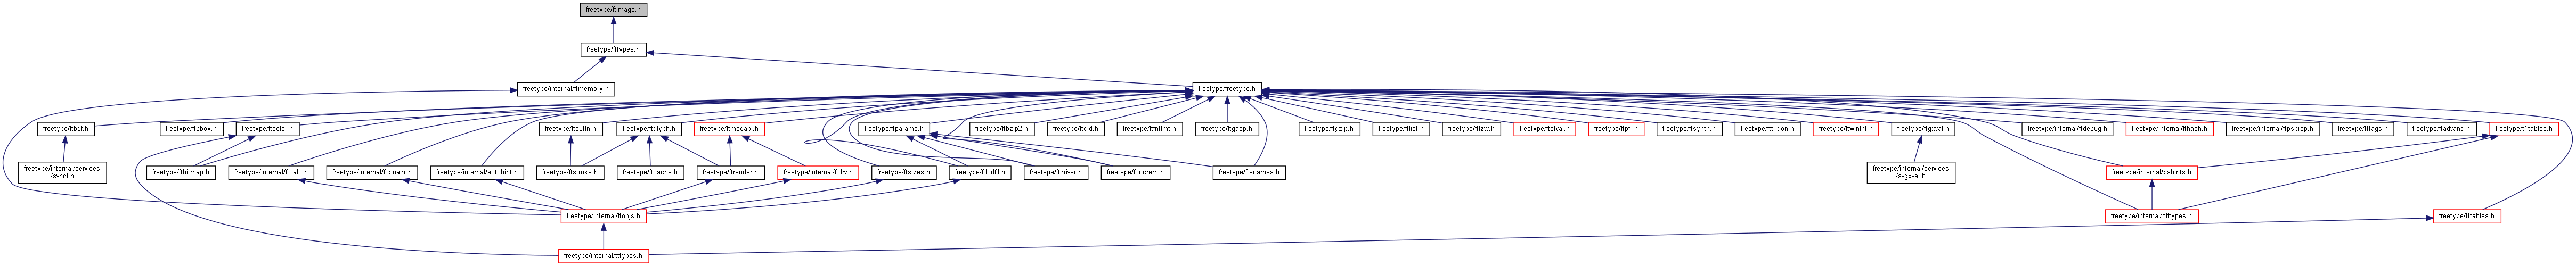 freetype/ftimage.h
freetype/fttypes.h
freetype/internal/ftmemory.h
freetype/freetype.h
freetype/ftbdf.h
freetype/ftbbox.h
freetype/ftcolor.h
freetype/ftoutln.h
freetype/ftglyph.h
freetype/ftmodapi.h
freetype/ftparams.h
freetype/ftbzip2.h
freetype/ftcid.h
freetype/ftfntfmt.h
freetype/ftgasp.h
freetype/ftgzip.h
freetype/ftlist.h
freetype/ftlzw.h
freetype/ftotval.h
freetype/ftpfr.h
freetype/ftsynth.h
freetype/fttrigon.h
freetype/ftwinfnt.h
freetype/ftgxval.h
freetype/internal/ftdebug.h
freetype/internal/fthash.h
freetype/internal/ftpsprop.h
freetype/tttags.h
freetype/ftadvanc.h
freetype/t1tables.h
freetype/internal/services
/svbdf.h
freetype/ftbitmap.h
freetype/internal/ftcalc.h
freetype/internal/ftgloadr.h
freetype/internal/autohint.h
freetype/ftstroke.h
freetype/ftcache.h
freetype/ftrender.h
freetype/internal/ftdrv.h
freetype/ftsizes.h
freetype/ftlcdfil.h
freetype/ftdriver.h
freetype/ftincrem.h
freetype/ftsnames.h
freetype/internal/services
/svgxval.h
freetype/internal/pshints.h
freetype/internal/ftobjs.h
freetype/internal/cfftypes.h
freetype/tttables.h
freetype/internal/tttypes.h